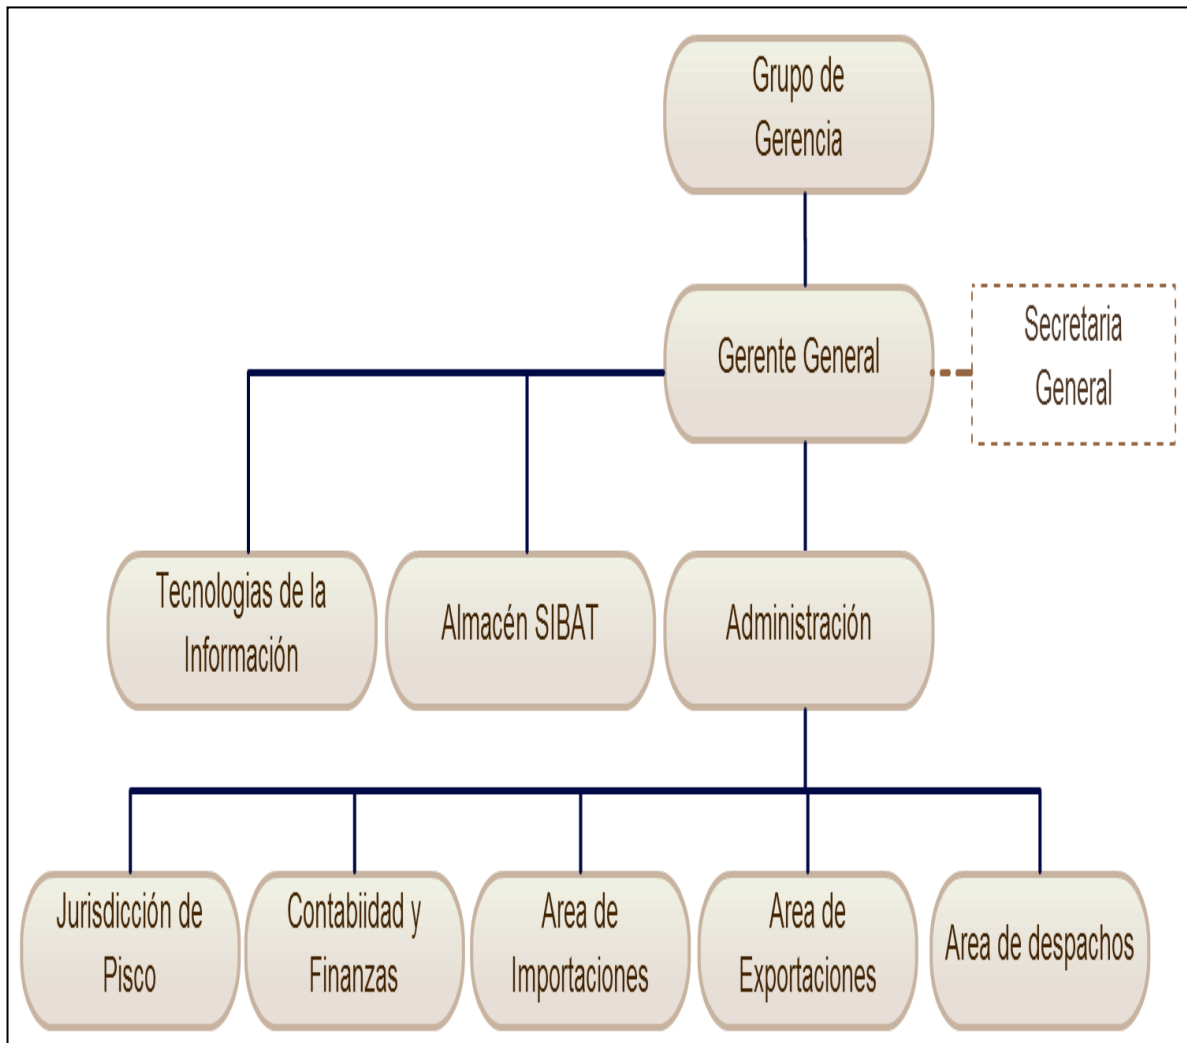 Grupo de
Gerencia
Gerente General
Secretaria
General
Tecnologias de la
Información
Almacén SIBAT
Administración
Jurisdicción de
Pisco
Contabiidad y
Finanzas
Area de
Importaciones
Area de
Exportaciones
Area de despachos